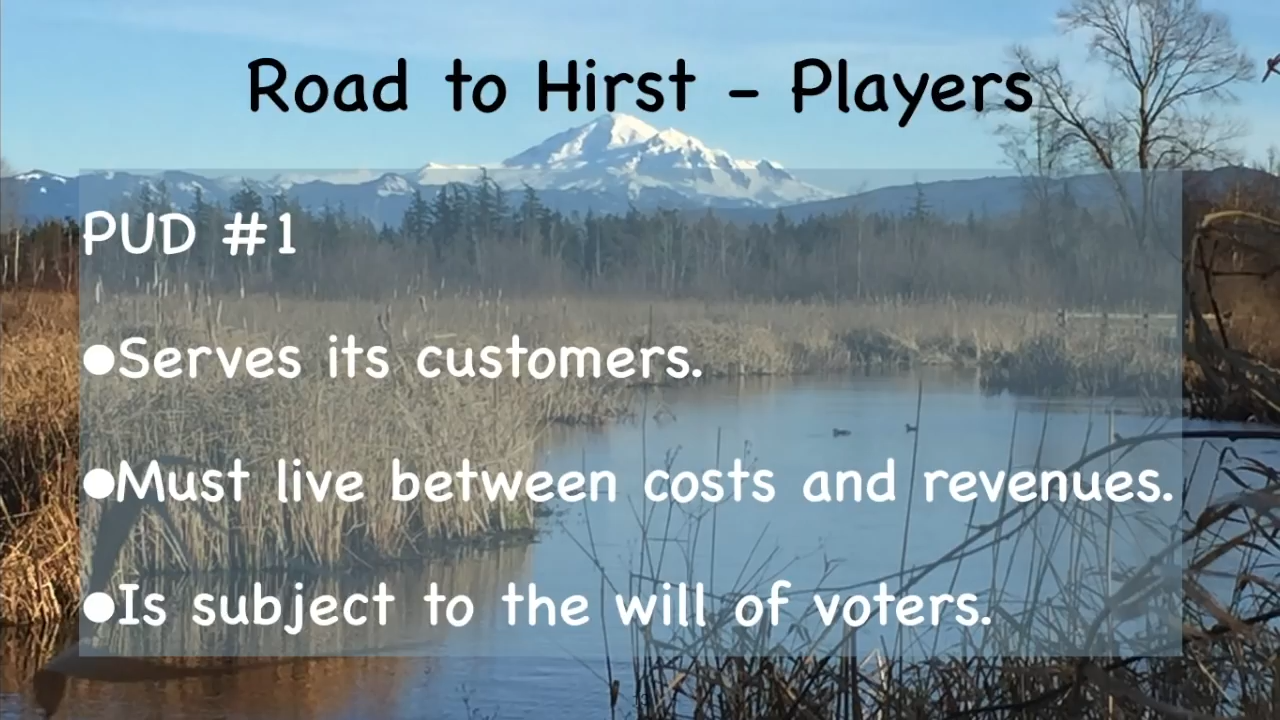 Road to Hirst - Players
PUD #1
●Serves its customers.
●Must live between costs and revenues.
●Is subject to the will of voters.